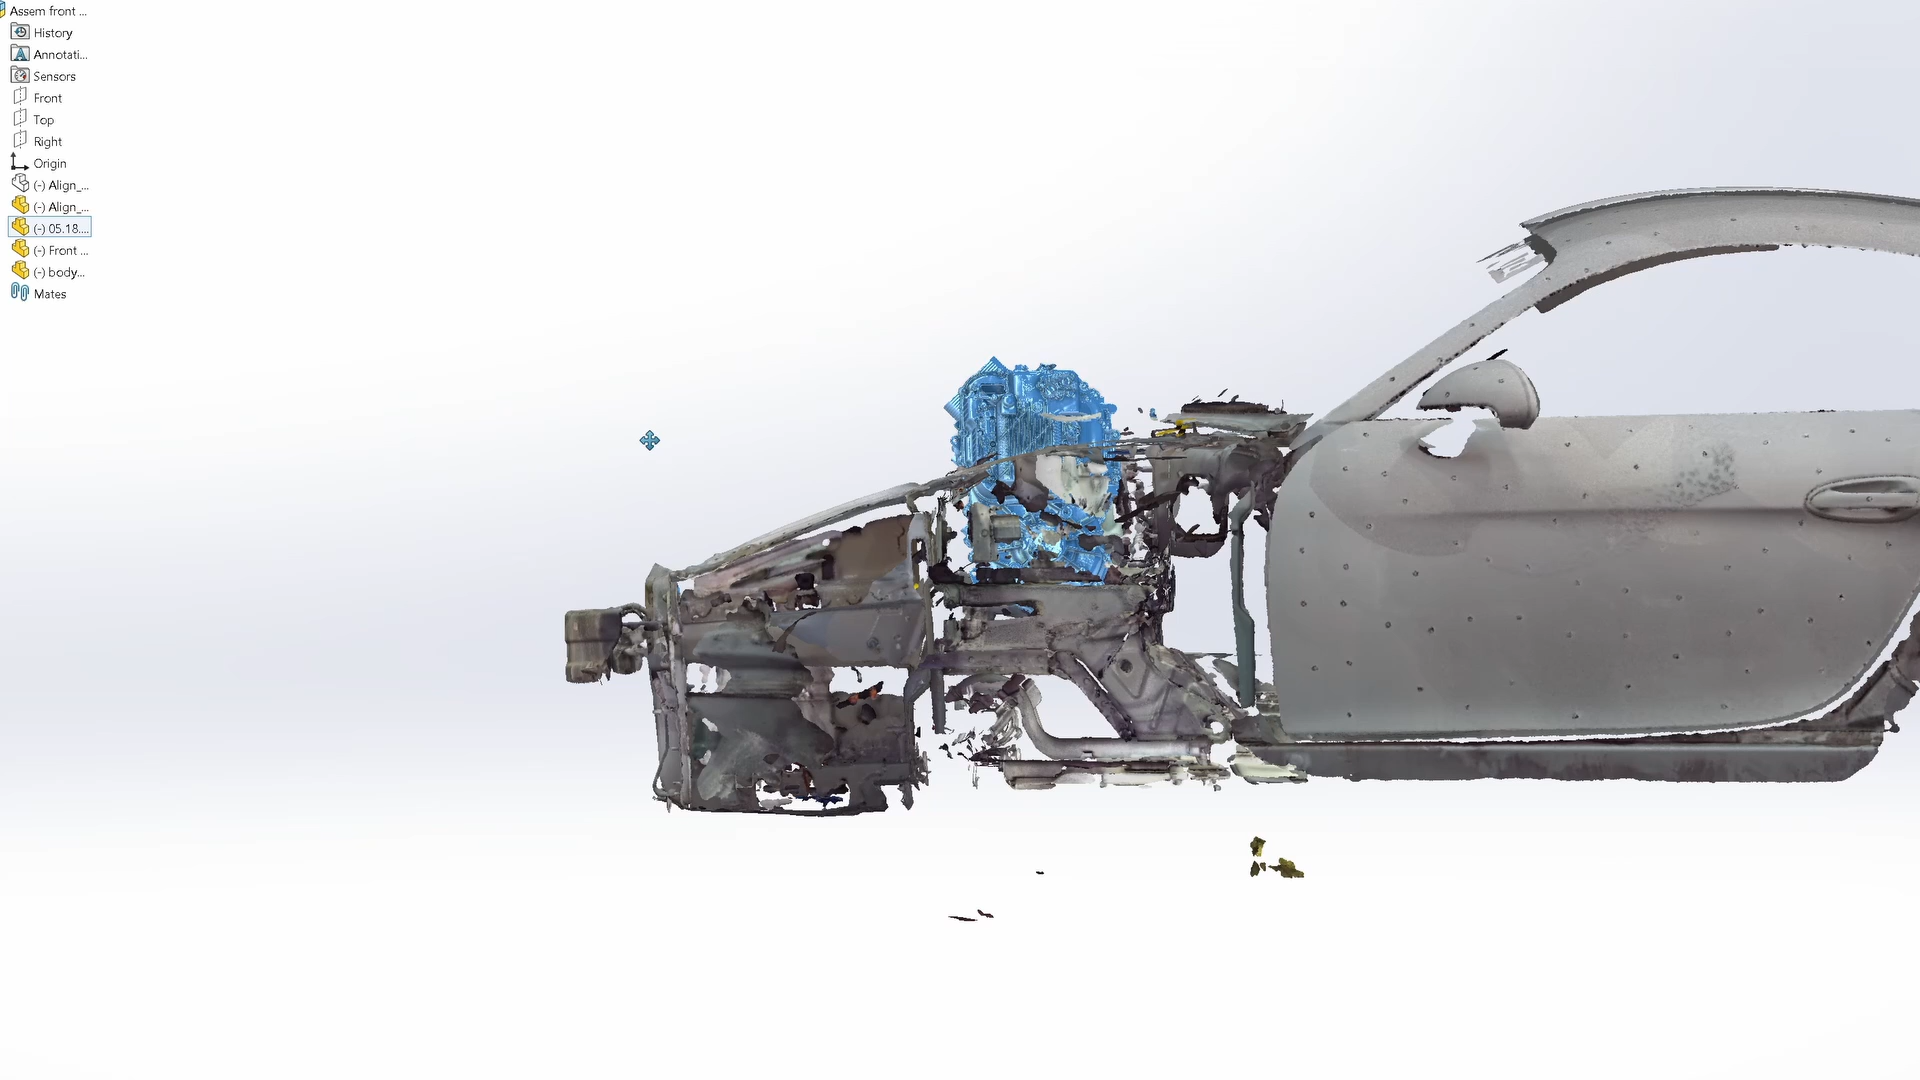 Assem front ...
History
Annotati...
Sensors
Front
Top
Right
Origin
(-) Align_...
(-) Align_...
(-) 05.18....
(-) Front ...
(-) body...
Mates